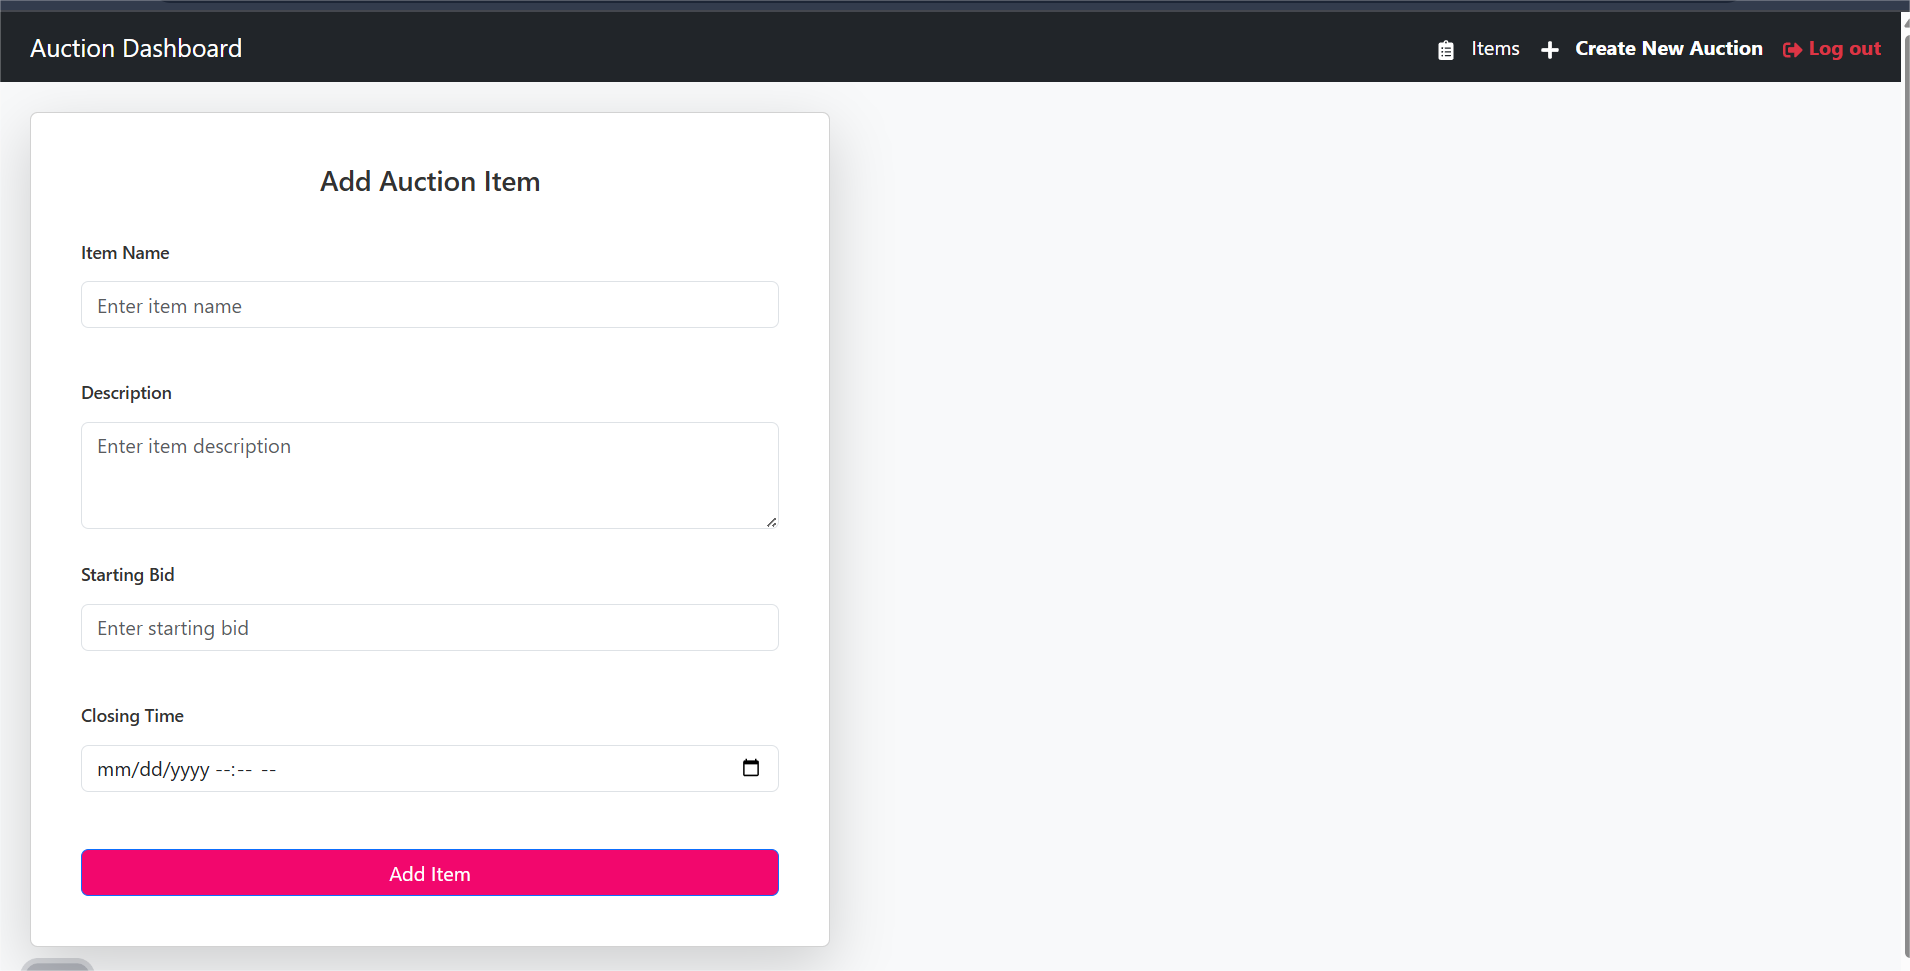 Auction Dashboard
Items
Create New Auction
Log out
Add Auction Item
Item Name
Enter item name
Description
Enter item description
Starting Bid
Enter starting bid
Closing Time
mm/dd/yyyy --:-- --
Add Item